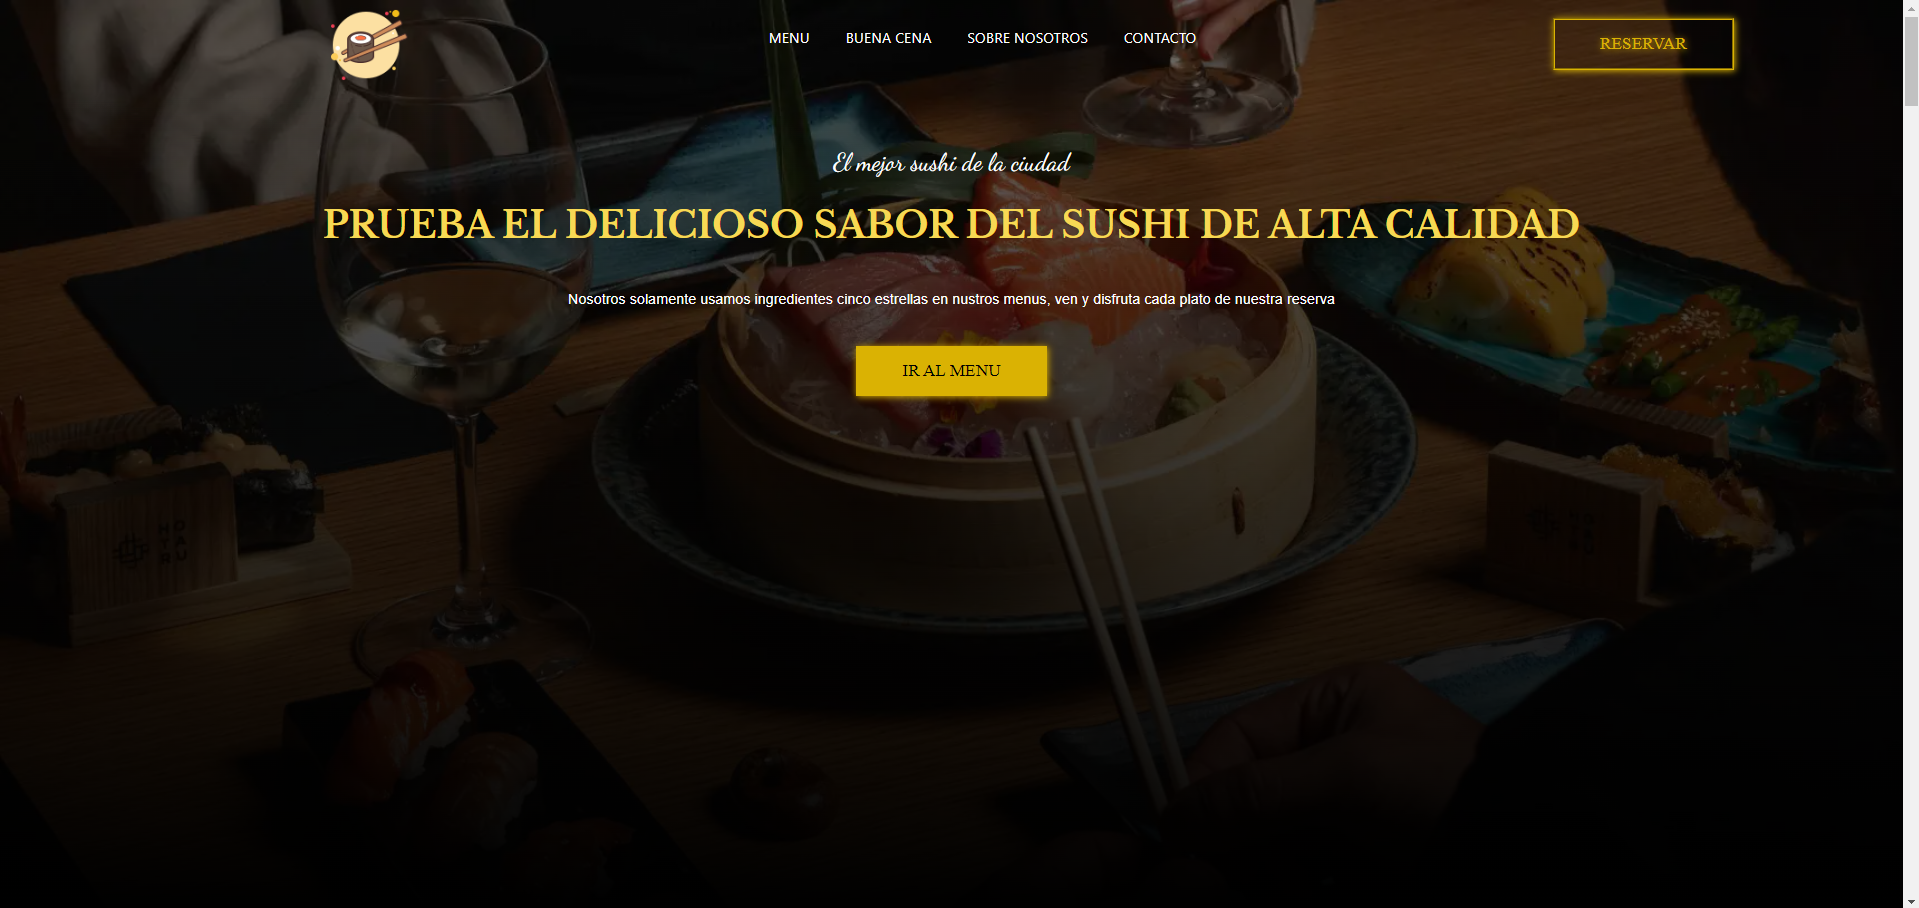 MENU
BUENA CENA
SOBRE NOSOTROS
CONTACTO
RESERVAR
El mejor sushi de la ciudad
PRUEBA EL DELICIOSO SABOR DEL SUSHI DE ALTA CALIDAD
Nosotros solamente usamos ingredientes cinco estrellas en nustros menus, ven y disfruta cada plato de nuestra reserva
IR AL MENU